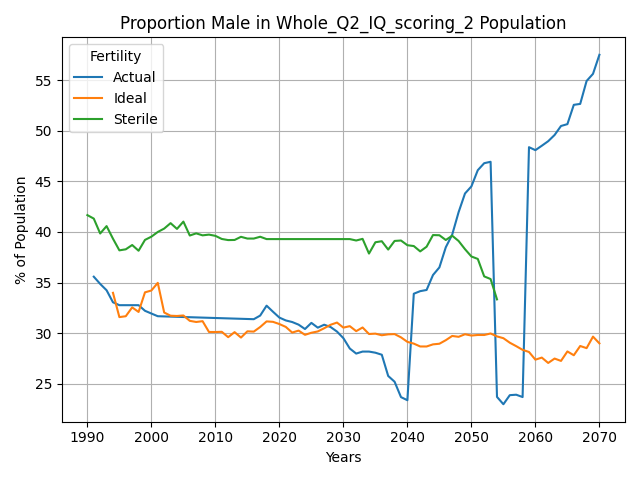 Proportion Male in Whole_Q2_IQ_scoring_2 Population
Fertility
Actual
Ideal
Sterile
% of Population
55
50
45
40
35
30
25
1990 2000 2010 2020 2030 2040 2050 2060 2070
Years